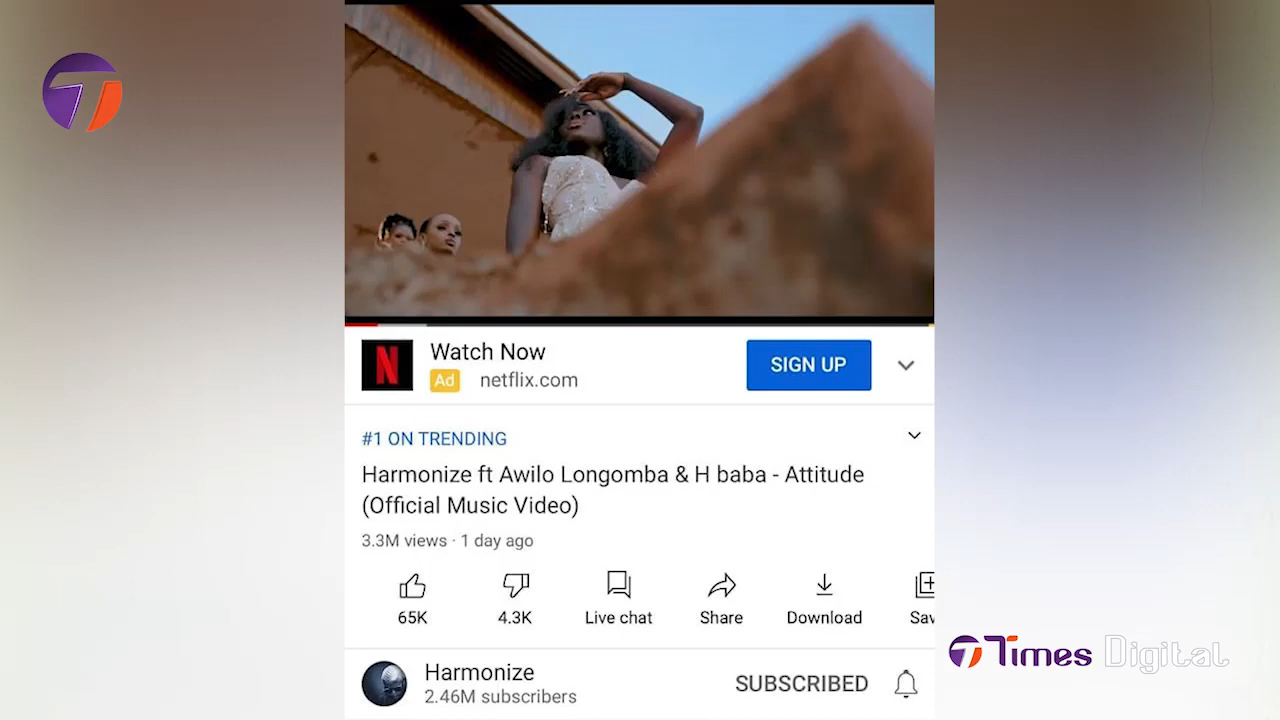 Watch Now
Ad netflix.com
SIGN UP
#1 ON TRENDING
Harmonize ft Awilo Longomba & H baba - Attitude
(Official Music Video)
3.3M views · 1 day ago
65K
4.3K
Live chat
Share
Download
Sav
Harmonize
2.46M subscribers
SUBSCRIBED
Times Digital